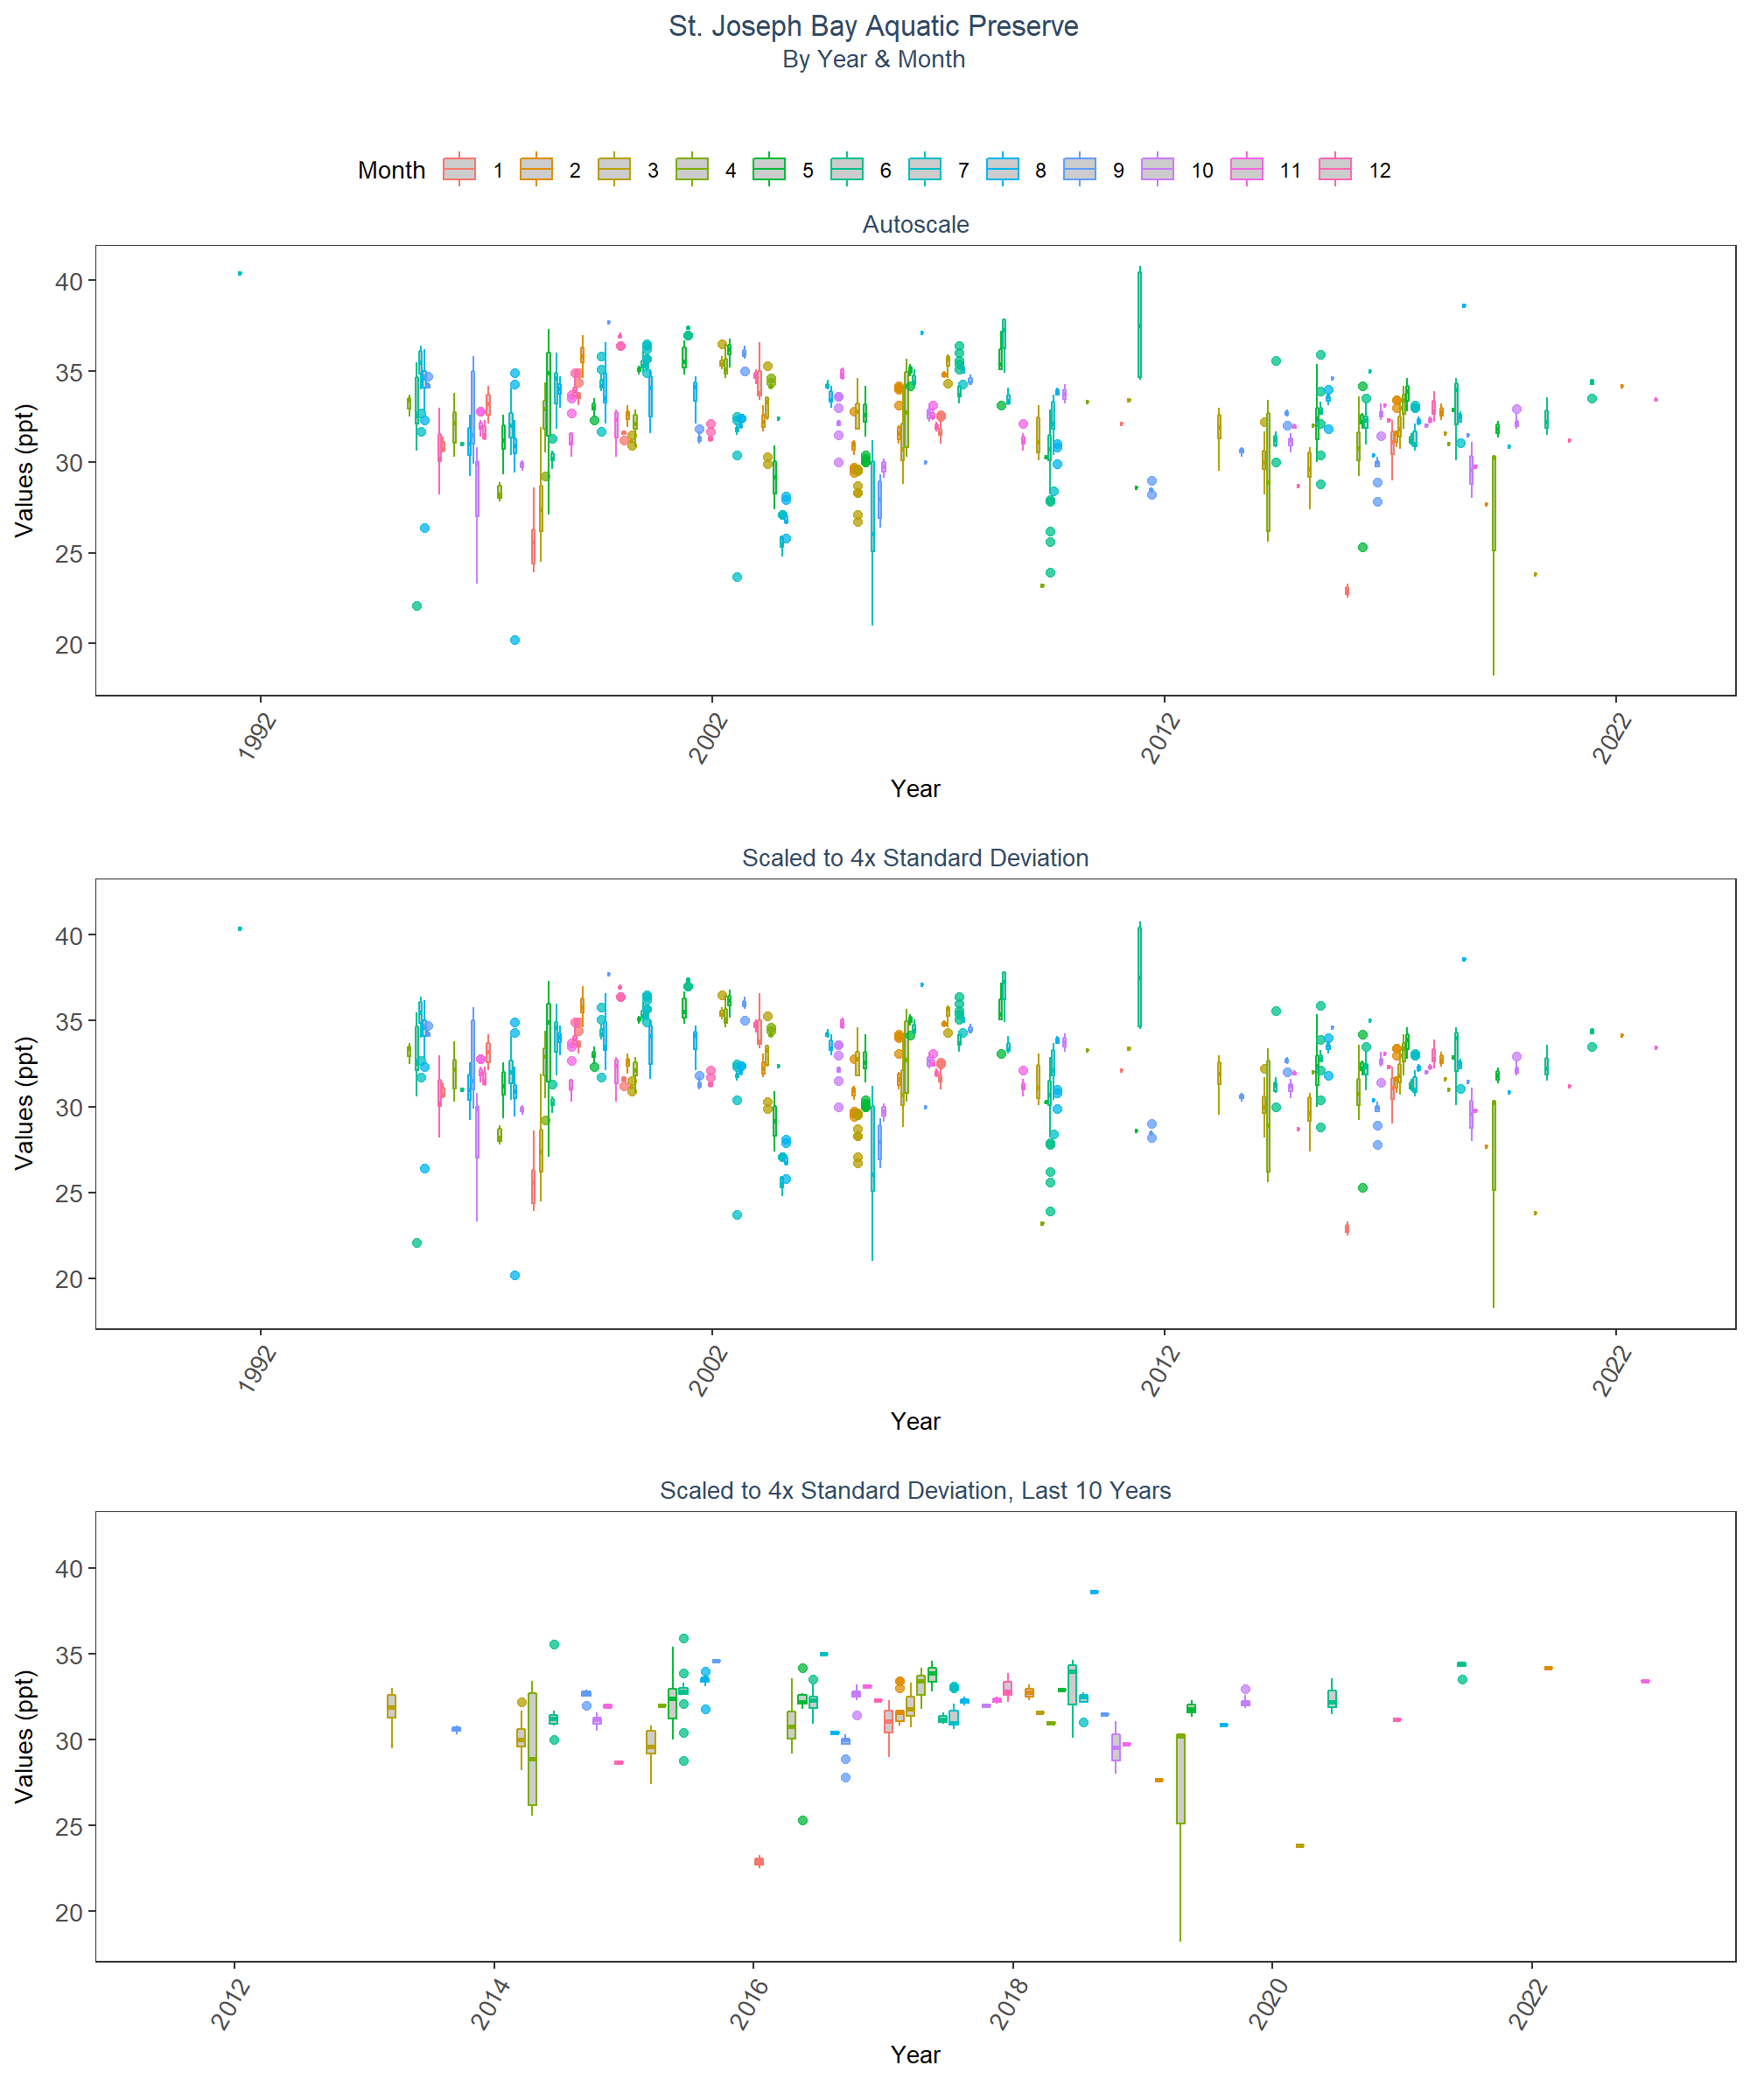 St. Joseph Bay Aquatic Preserve
By Year & Month
Month 1 2 3 4 5 6 7 8 9 10 11 12
Autoscale
Values (ppt)
40
35
30
25
20
1992 2002 2012 2022
Year
Scaled to 4x Standard Deviation
Values (ppt)
40
35
30
25
20
1992 2002 2012 2022
Year
Scaled to 4x Standard Deviation, Last 10 Years
Values (ppt)
40
35
30
25
20
2012 2014 2016 2018 2020 2022
Year